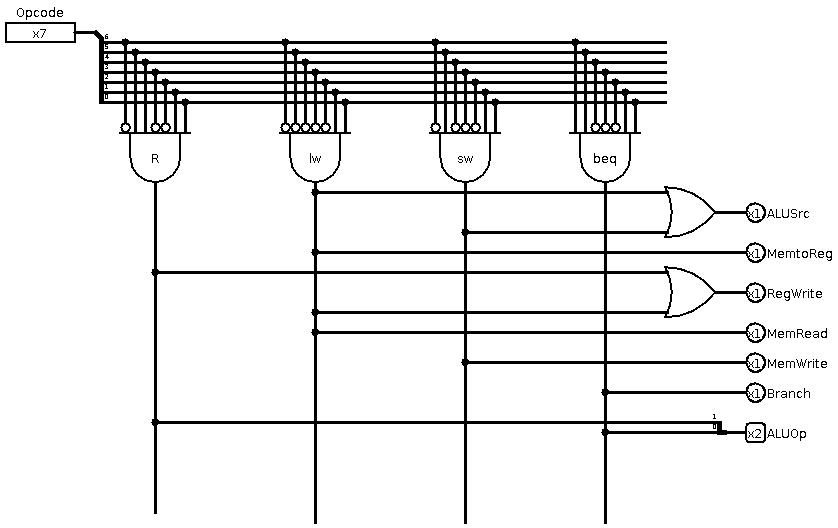 Opcode
x7
6
5
4
3
2
1
0
R
lw
sw
beq
x1 ALUSrc
x1 MemtoReg
x1 RegWrite
x1 MemRead
x1 MemWrite
x1 Branch
1
0
x2 ALUOp